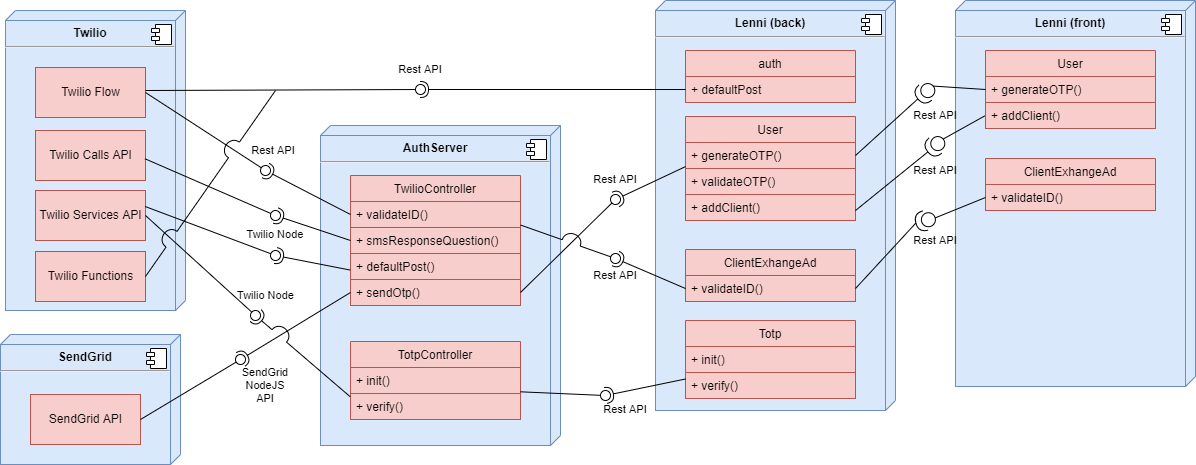 Twilio
Twilio Flow
Twilio Calls API
Twilio Services API
Twilio Functions
SendGrid
SendGrid API
Rest API
Rest API
Twilio Node
Twilio Node
SendGrid
NodeJS
API
AuthServer
TwilioController
+ validateID()
+ smsResponseQuestion()
+ defaultPost()
+ sendOtp()
TotpController
+ init()
+ verify()
Rest API
Rest API
Rest API
Lenni (back)
auth
+ defaultPost
User
+ generateOTP()
+ validateOTP()
+ addClient()
ClientExhangeAd
+ validateID()
Totp
+ init()
+ verify()
Rest API
Rest API
Rest API
Lenni (front)
User
+ generateOTP()
+ addClient()
ClientExhangeAd
+ validateID()